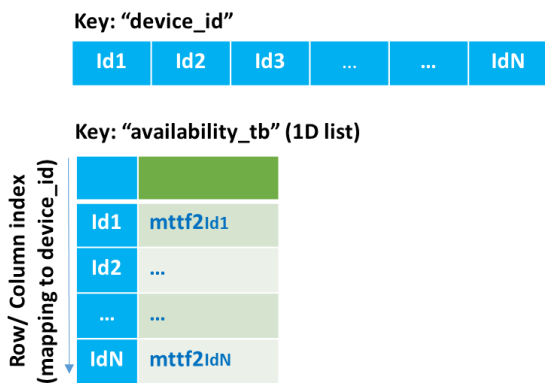 Key: “device_id”
Id1 Id2 Id3 ... ... IdN
Key: “availability_tb” (1D list)
Row/ Column index
(mapping to device_id)
Id1 mttf2Id1
Id2 ...
... ...
IdN mttf2IdN